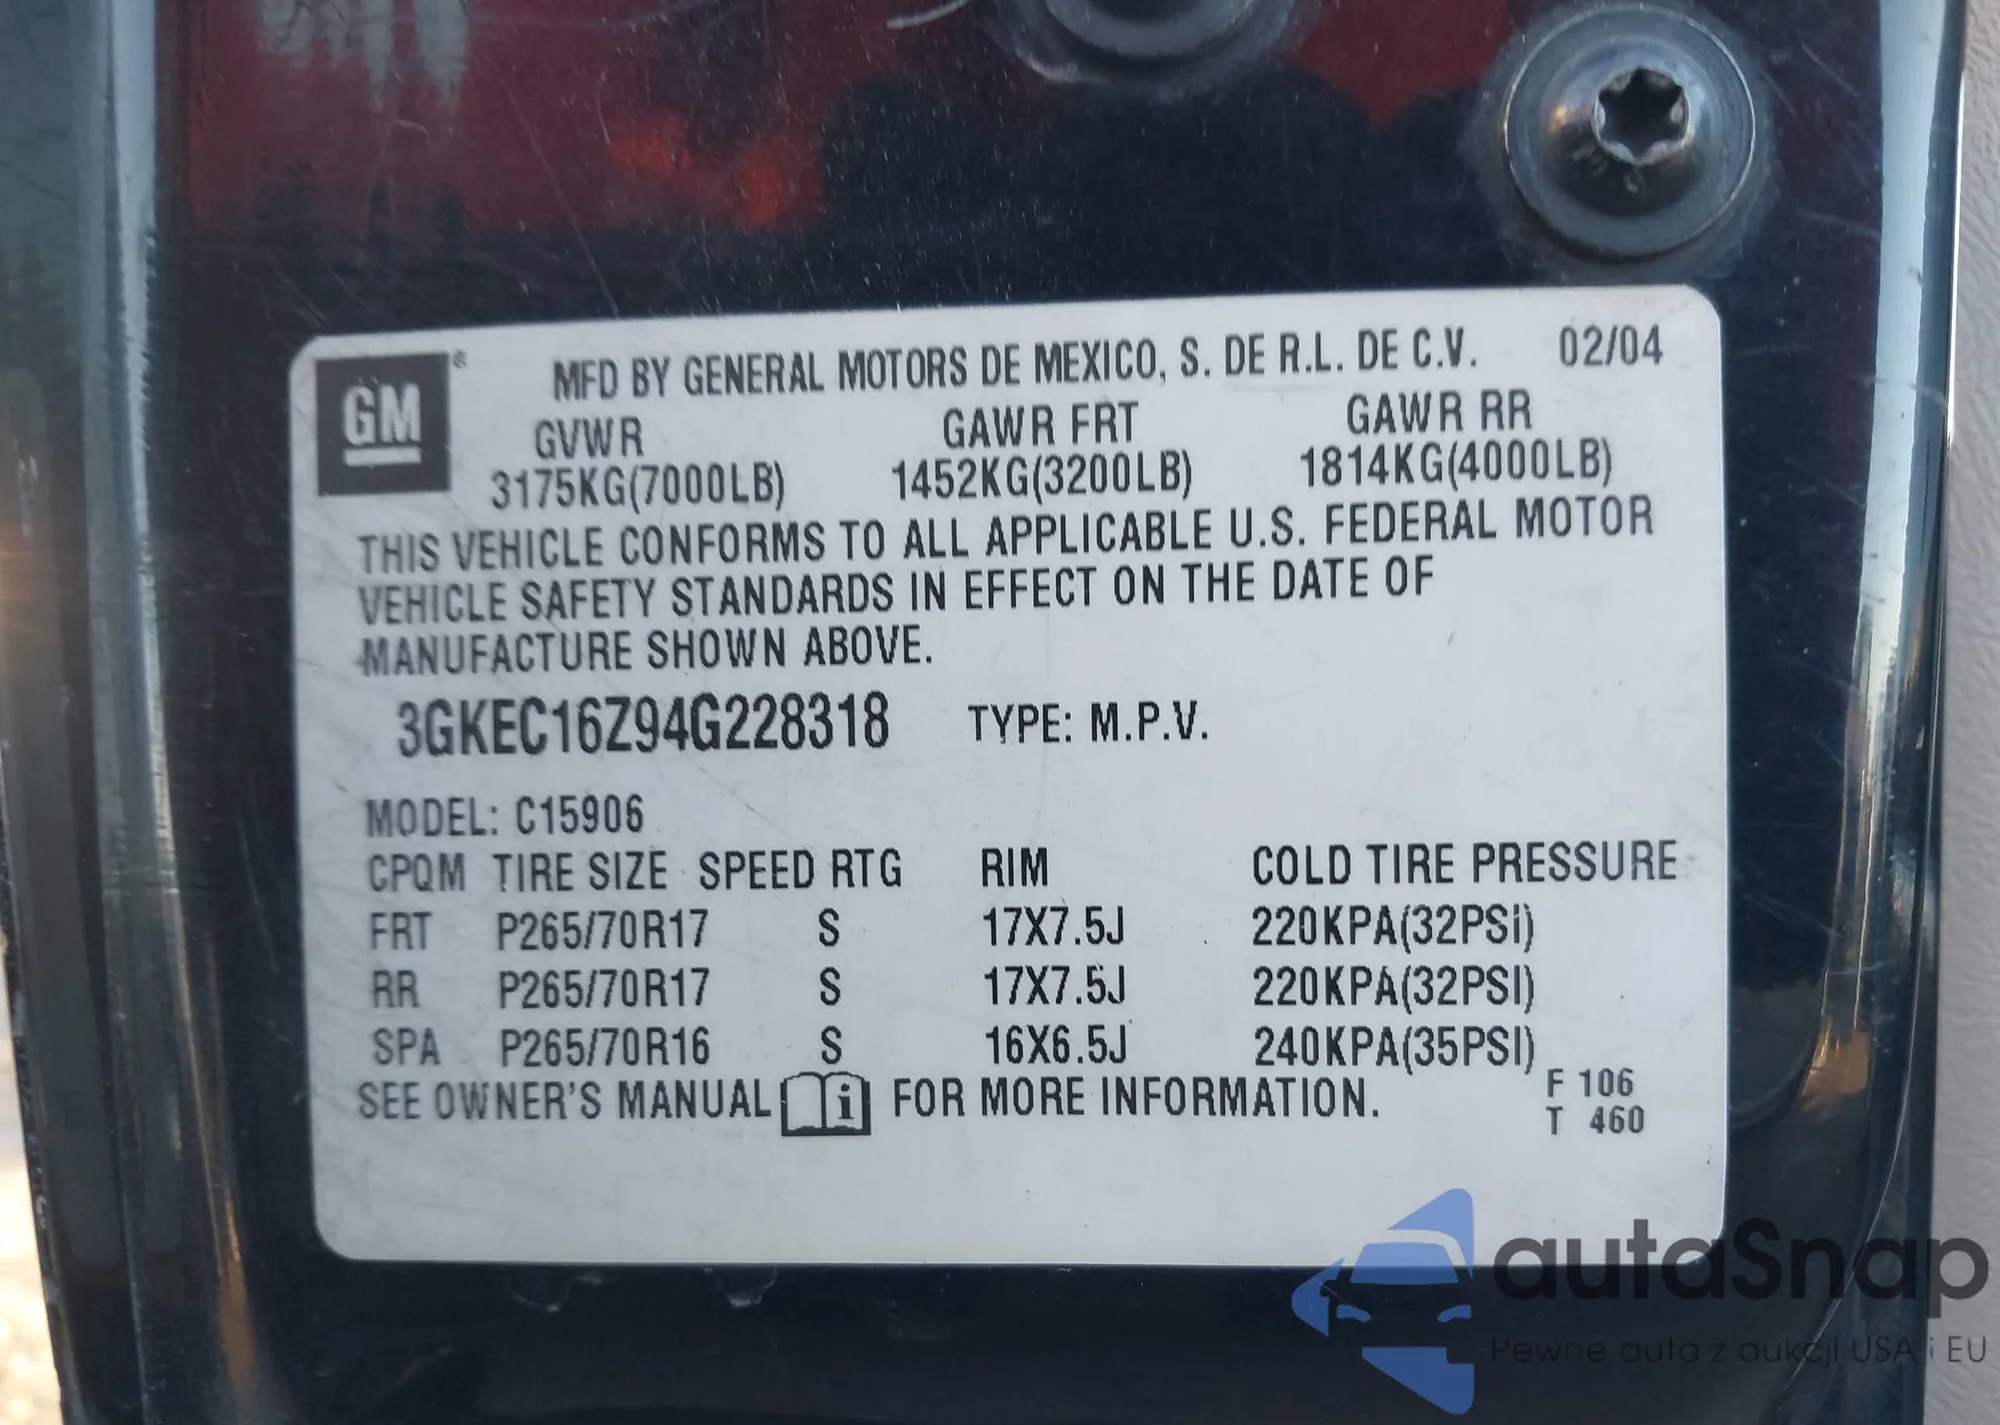 GM ® MFD BY GENERAL MOTORS DE MEXICO, S. DE R.L. DE C.V. 02/04
GVWR GAWR FRT GAWR RR
3175KG(7000LB) 1452KG(3200LB) 1814KG(4000LB)
THIS VEHICLE CONFORMS TO ALL APPLICABLE U.S. FEDERAL MOTOR
VEHICLE SAFETY STANDARDS IN EFFECT ON THE DATE OF
MANUFACTURE SHOWN ABOVE.
3GKEC16Z94G228318 TYPE: M.P.V.
MODEL: C15906
CPQM TIRE SIZE SPEED RTG RIM COLD TIRE PRESSURE
FRT P265/70R17 S 17X7.5J 220KPA(32PSI)
RR P265/70R17 S 17X7.5J 220KPA(32PSI)
SPA P265/70R16 S 16X6.5J 240KPA(35PSI)
SEE OWNER'S MANUAL i FOR MORE INFORMATION.
F 106
T 460
autaSnap
Pewne auta z aukcji USA i EU